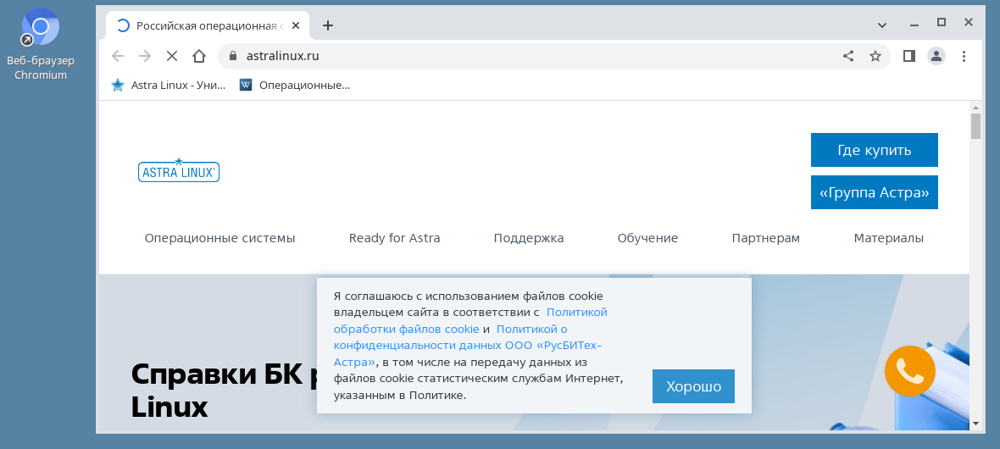 Веб-браузер
Chromium
Российская операционная с
astralinux.ru
Astra Linux - Уни...
W
Операционные...
ASTRA LINUX®
Где купить
«Группа Астра»
Операционные системы
Ready for Astra
Поддержка
Обучение
Партнерам
Материалы
Я соглашаюсь с использованием файлов cookie
владельцем сайта в соответствии с Политикой
обработки файлов cookie и Политикой о
конфиденциальности данных ООО «РусБИТех-
Астра», в том числе на передачу данных из
файлов cookie статистическим службам Интернет,
указанным в Политике.
Хорошо
Справки БК
Linux